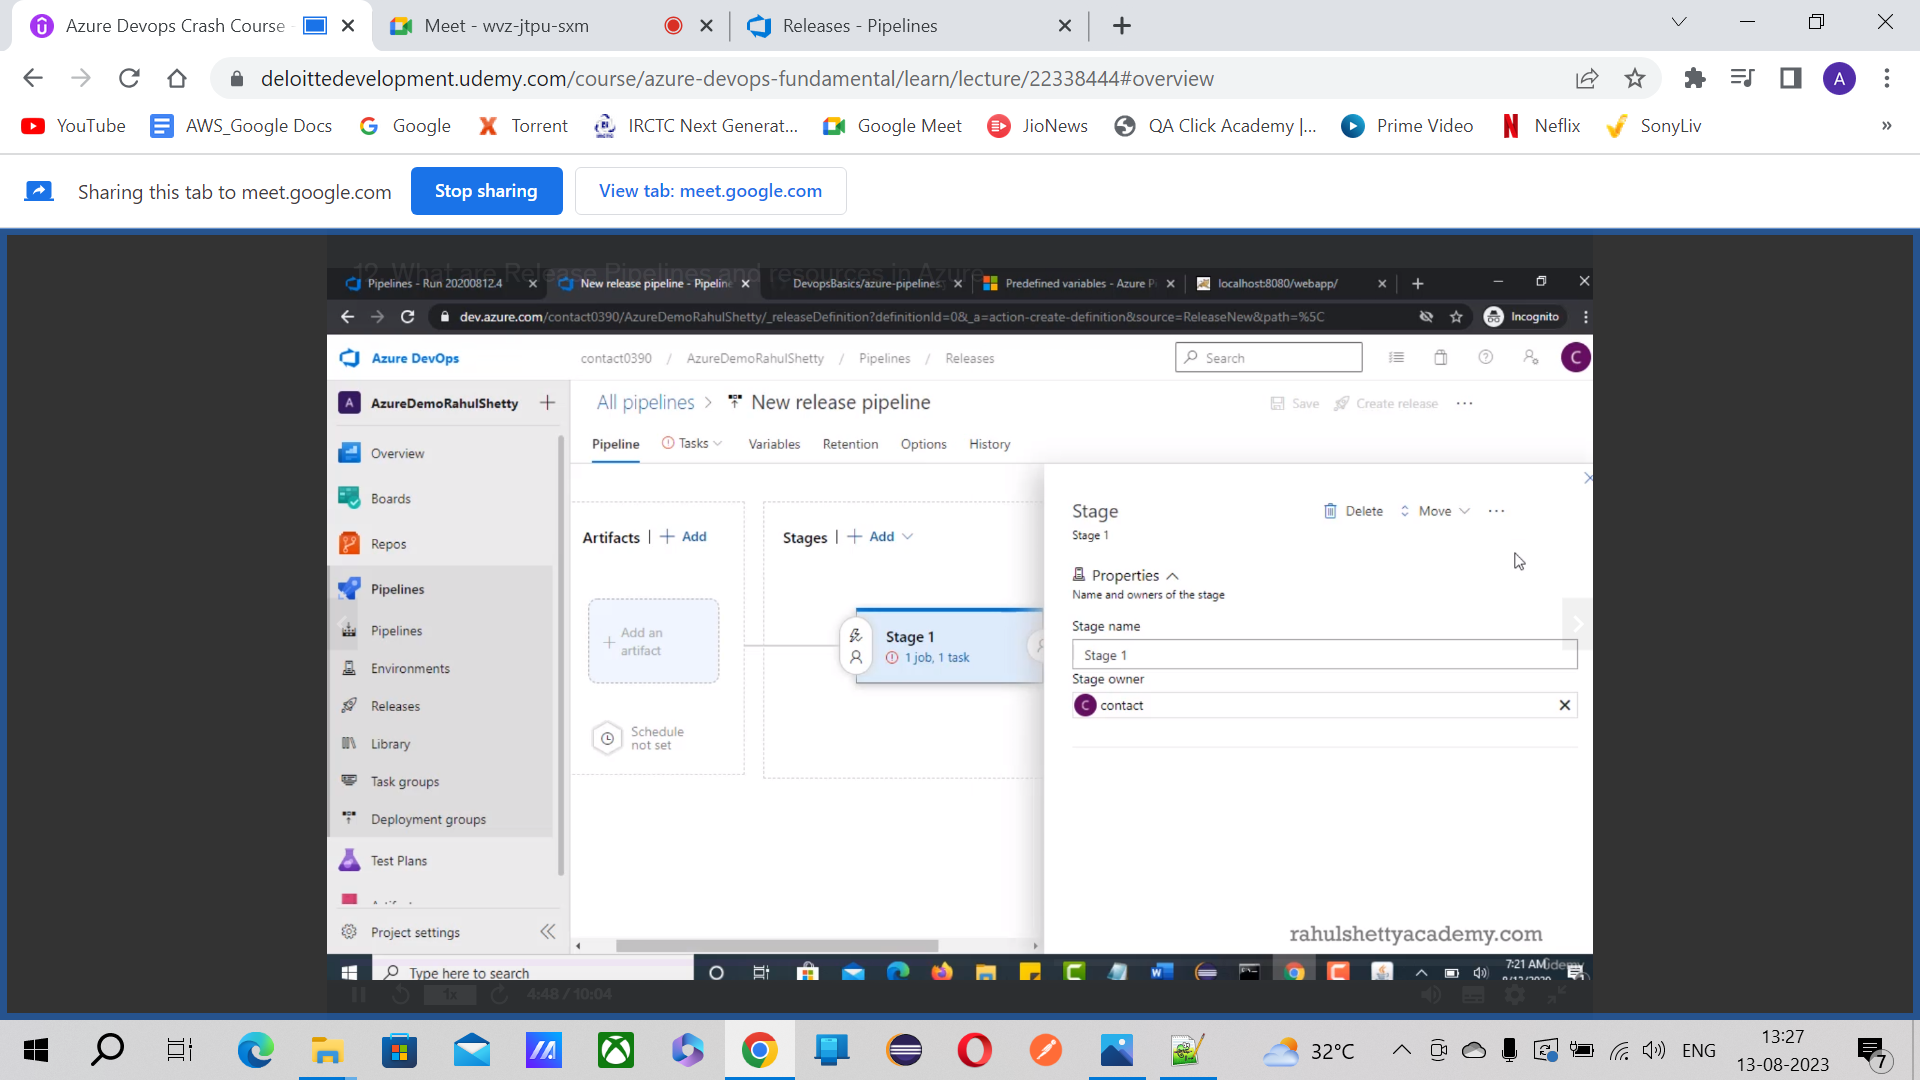 Azure Devops Crash Course
Meet - wvz-jtpu-sxm
Releases - Pipelines
deloittedevelopment.udemy.com/course/azure-devops-fundamental/learn/lecture/22338444#overview
A
YouTube
AWS_Google Docs
Google
Torrent
IRCTC Next Generat...
Google Meet
JioNews
QA Click Academy |...
Prime Video
Neflix
SonyLiv
»
Sharing this tab to meet.google.com
Stop sharing
View tab: meet.google.com
12. What are Release Pipelines and resources in Azure
Pipelines - Run 20200812.4
New release pipeline - Pipeline
DevopsBasics/azure-pipelines
Predefined variables - Azure Pi
localhost:8080/webapp/
dev.azure.com/contact0390/AzureDemoRahulShetty/_releaseDefinition?definitionId=0&_a=action-create-definition&source=ReleaseNew&path=%5C
Incognito
Azure DevOps
contact0390 / AzureDemoRahulShetty / Pipelines / Releases
Search
C
A AzureDemoRahulShetty
All pipelines > New release pipeline
Save
Create release
Pipeline
Tasks
Variables
Retention
Options
History
Overview
Boards
Repos
Pipelines
Pipelines
Environments
Releases
Library
Task groups
Deployment groups
Test Plans
Project settings
Artifacts | + Add
Add an
artifact
Schedule
not set
Stages | + Add
Stage 1
1 job, 1 task
Stage
Stage 1
Delete
Move
Properties
Name and owners of the stage
Stage name
Stage 1
Stage owner
C contact
rahulshettyacademy.com
Type here to search
7:21 AM
udemy
1x
4:48 / 10:04
32°C
ENG
13:27
13-08-2023
7